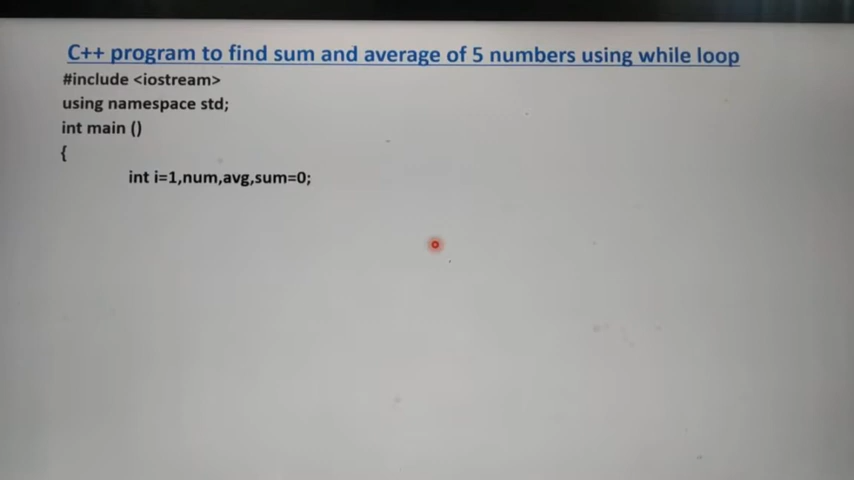 C++ program to find sum and average of 5 numbers using while loop
#include <iostream>
using namespace std;
int main ()
{
int i=1,num,avg,sum=0;